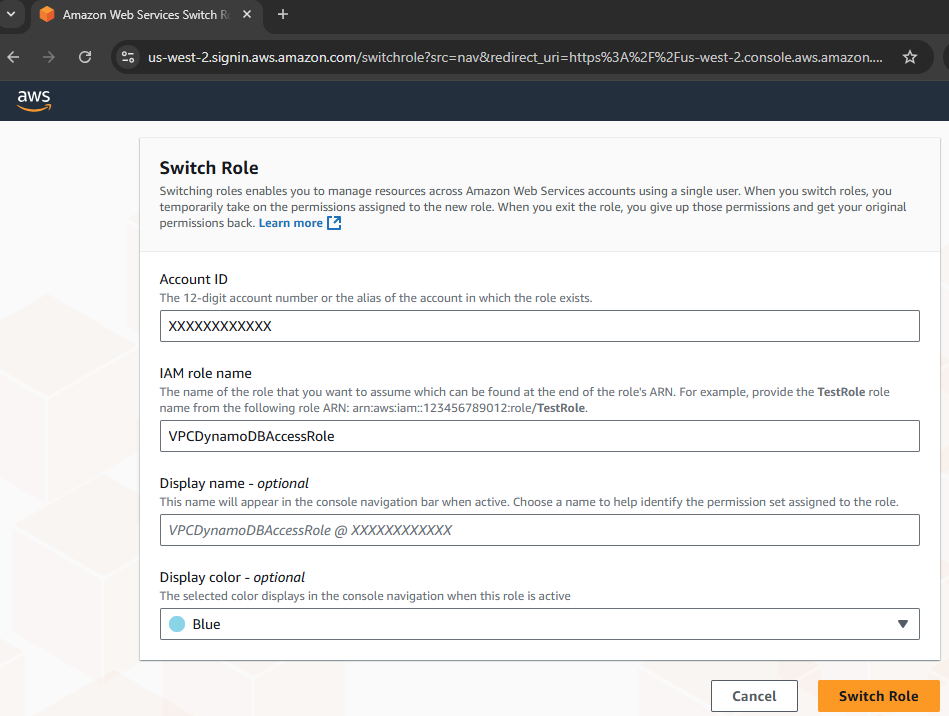 Amazon Web Services Switch Ro
us-west-2.signin.aws.amazon.com/switchrole?src=nav&redirect_uri=https%3A%2F%2Fus-west-2.console.aws.amazon....
aws
Switch Role
Switching roles enables you to manage resources across Amazon Web Services accounts using a single user. When you switch roles, you
temporarily take on the permissions assigned to the new role. When you exit the role, you give up those permissions and get your original
permissions back. Learn more
Account ID
The 12-digit account number or the alias of the account in which the role exists.
XXXXXXXXXXXX
IAM role name
The name of the role that you want to assume which can be found at the end of the role's ARN. For example, provide the TestRole role
name from the following role ARN: arn:aws:iam::123456789012:role/TestRole.
VPCDynamoDBAccessRole
Display name - optional
This name will appear in the console navigation bar when active. Choose a name to help identify the permission set assigned to the role.
VPCDynamoDBAccessRole @ XXXXXXXXXXXX
Display color - optional
The selected color displays in the console navigation when this role is active
Blue
Cancel
Switch Role